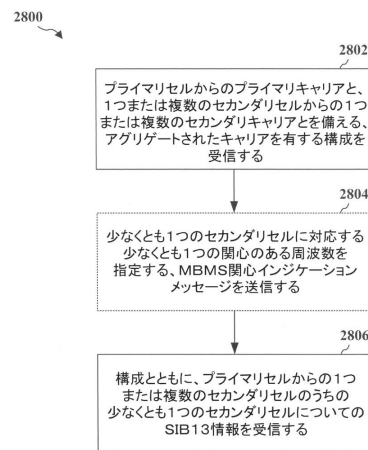 2800
2802
プライマリセルからのプライマリキャリアと、
1つまたは複数のセカンダリセルからの1つ
または複数のセカンダリキャリアとを備える、
アグリゲートされたキャリアを有する構成を
受信する
2804
少なくとも1つのセカンダリセルに対応する
少なくとも1つの関心のある周波数を
指定する、MBMS関心インジケーション
メッセージを送信する
2806
構成とともに、プライマリセルからの1つ
または複数のセカンダリセルのうちの
少なくとも1つのセカンダリセルについての
SIB13情報を受信する